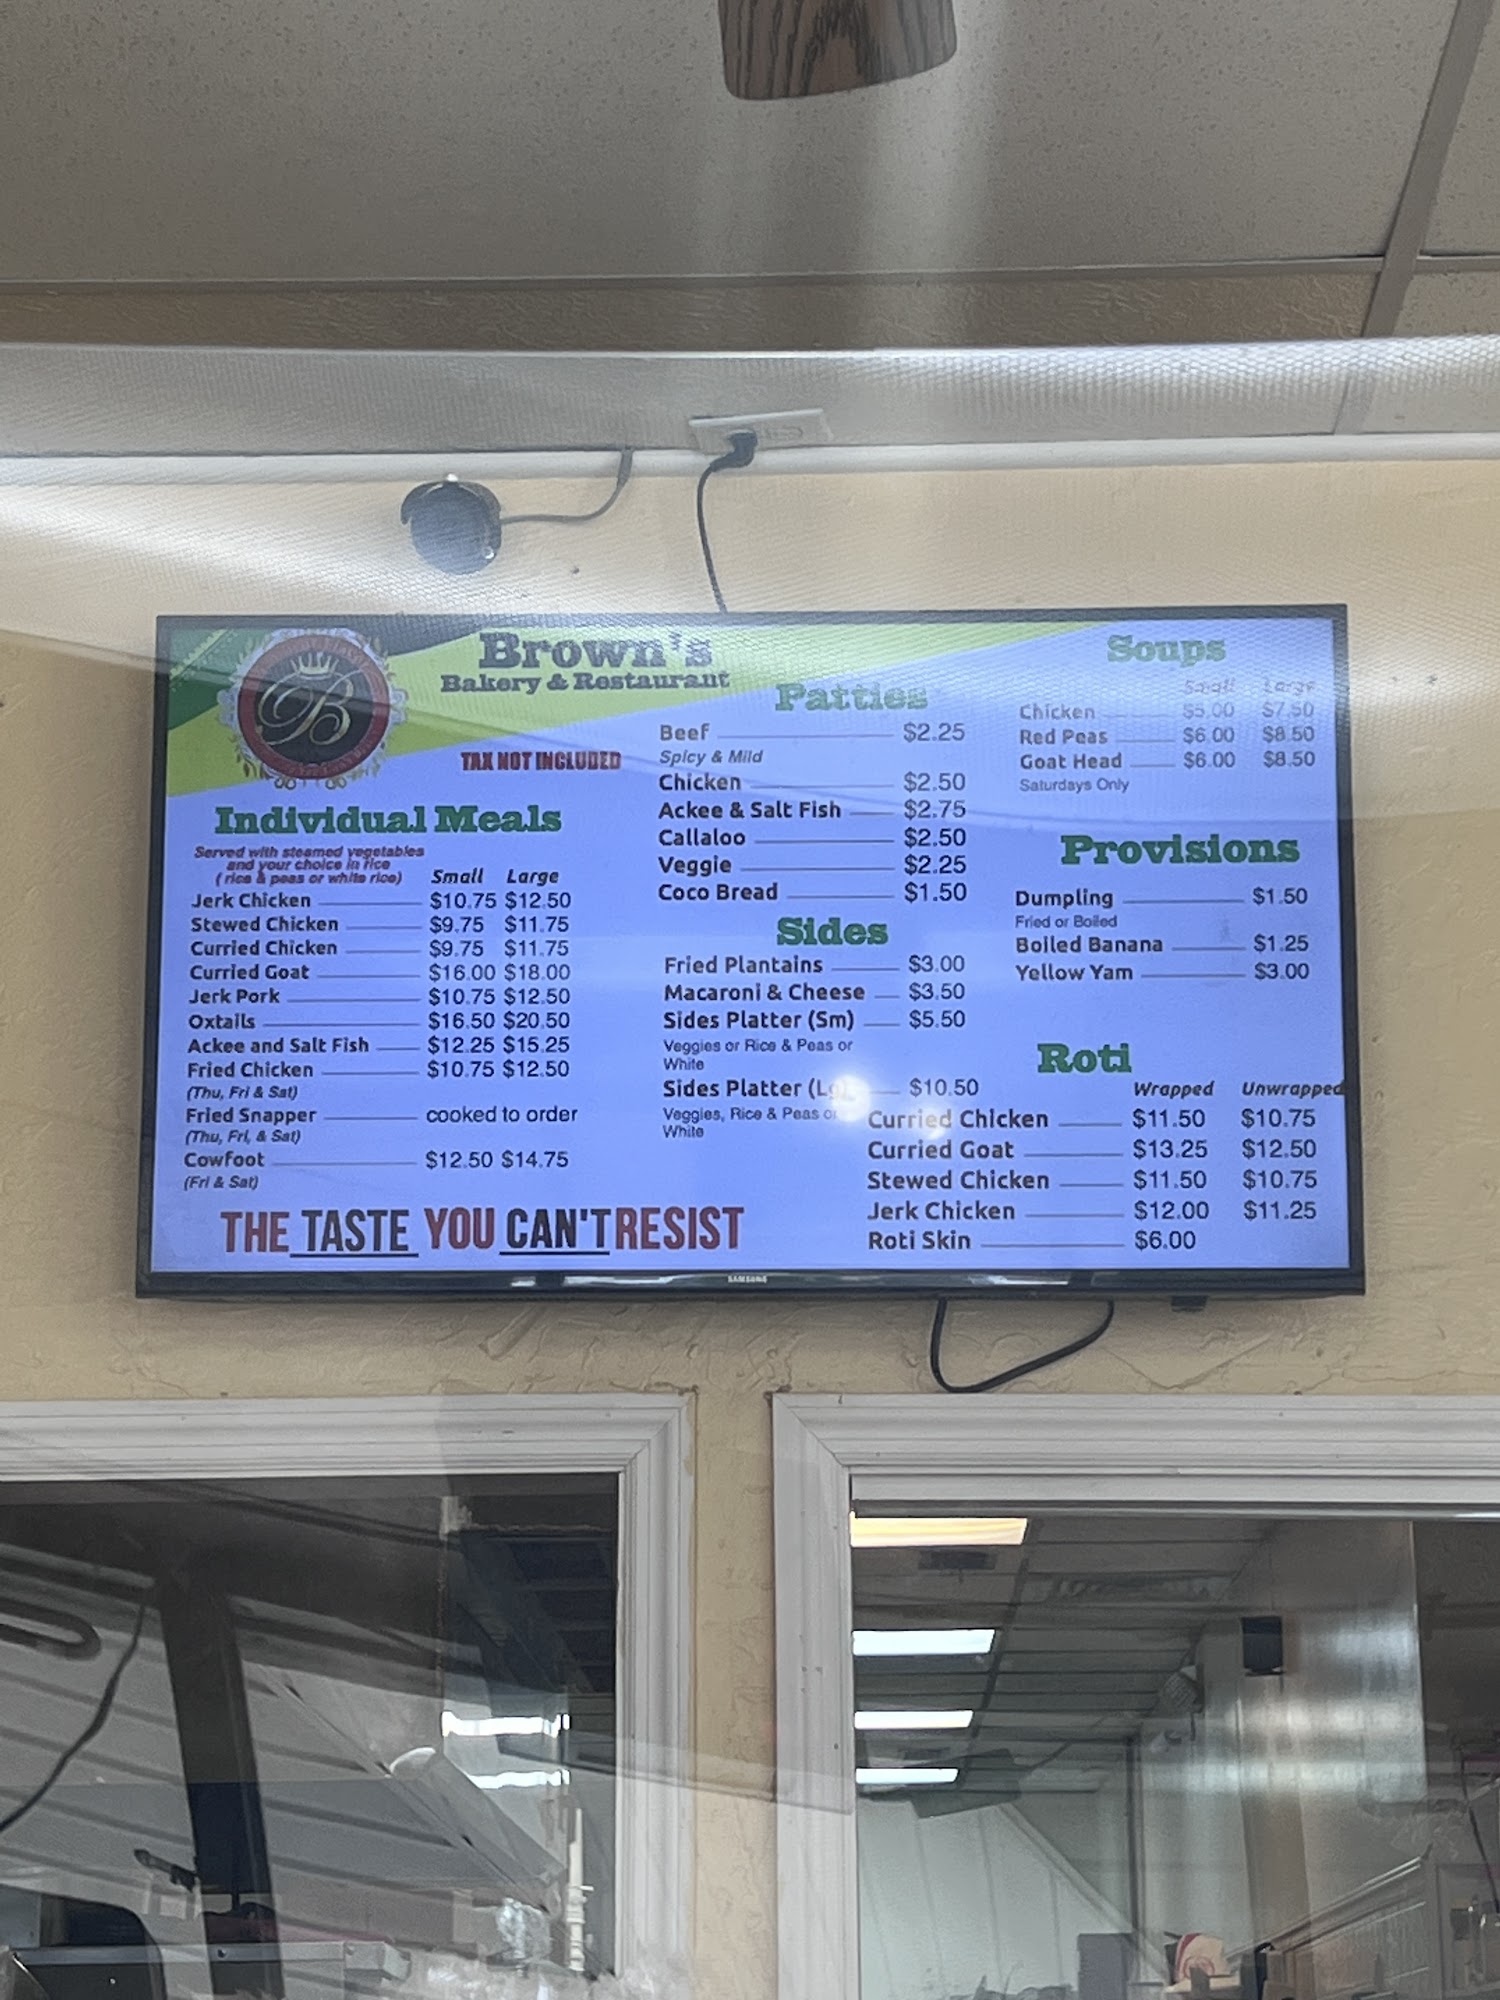 Brown's
Bakery & Restaurant
TAX NOT INCLUDED
Individual Meals
Served with steamed vegetables
and your choice in rice
( rice & peas or white rice)
Small Large
Jerk Chicken $10.75 $12.50
Stewed Chicken $9.75 $11.75
Curried Chicken $9.75 $11.75
Curried Goat $16.00 $18.00
Jerk Pork $10.75 $12.50
Oxtails $16.50 $20.50
Ackee and Salt Fish $12.25 $15.25
Fried Chicken $10.75 $12.50
(Thu, Fri & Sat)
Fried Snapper cooked to order
(Thu, Fri, & Sat)
Cowfoot $12.50 $14.75
(Fri & Sat)
THE TASTE YOU CAN'T RESIST
Patties
Beef $2.25
Spicy & Mild
Chicken $2.50
Ackee & Salt Fish $2.75
Callaloo $2.50
Veggie $2.25
Coco Bread $1.50
Sides
Fried Plantains $3.00
Macaroni & Cheese $3.50
Sides Platter (Sm) $5.50
Veggies or Rice & Peas or
White
Sides Platter (Lg) $10.50
Veggies, Rice & Peas or
White
Soups
Small Large
Chicken $5.00 $7.50
Red Peas $6.00 $8.50
Goat Head $6.00 $8.50
Saturdays Only
Provisions
Dumpling $1.50
Fried or Boiled
Boiled Banana $1.25
Yellow Yam $3.00
Roti
Wrapped Unwrapped
Curried Chicken $11.50 $10.75
Curried Goat $13.25 $12.50
Stewed Chicken $11.50 $10.75
Jerk Chicken $12.00 $11.25
Roti Skin $6.00
SAMSUNG
B